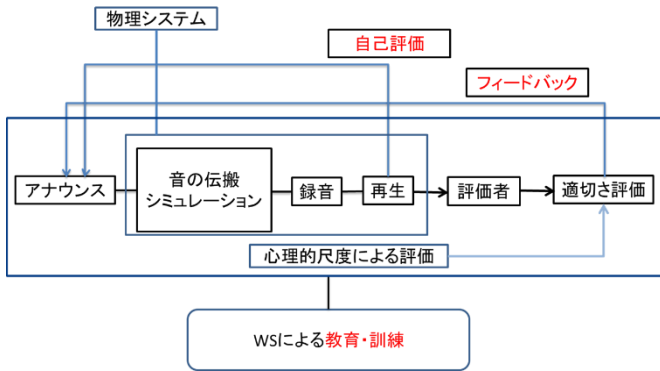 物理システム
自己評価
フィードバック
アナウンス
音の伝搬
シミュレーション
録音
再生
評価者
適切さ評価
心理的尺度による評価
WSによる教育・訓練